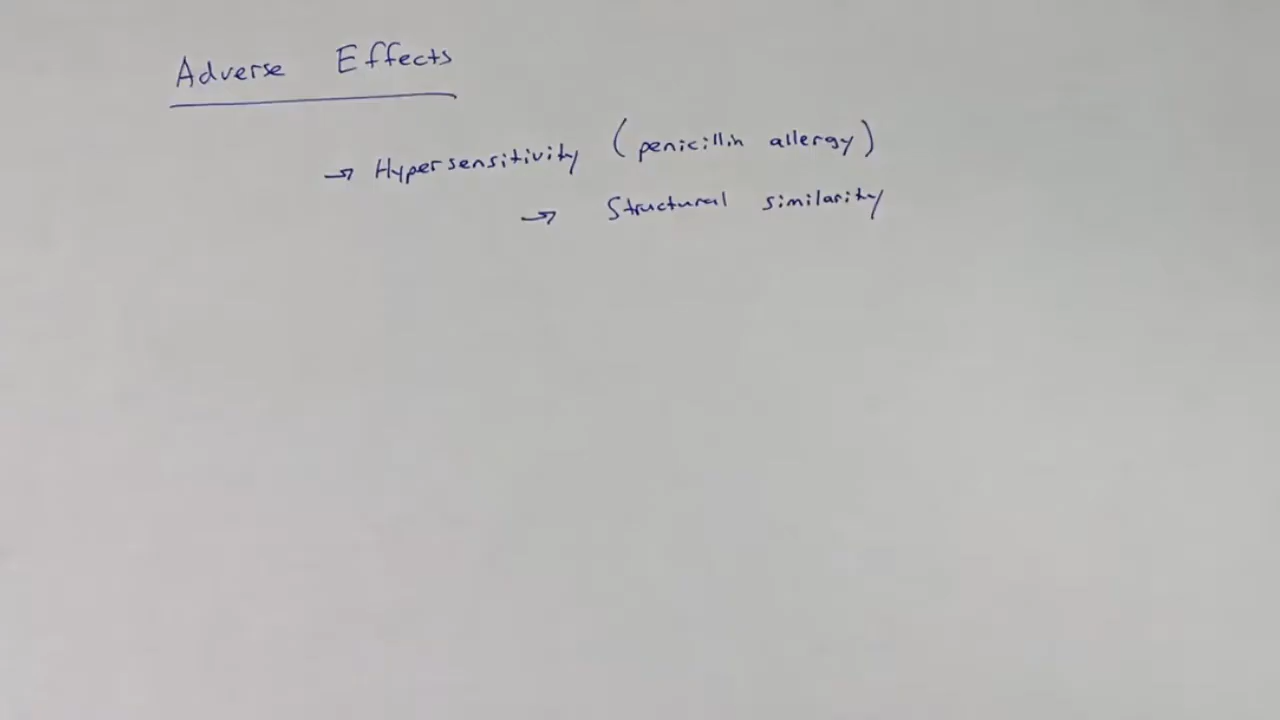 Adverse Effects
→ Hypersensitivity (penicillin allergy)
→ Structural similarity